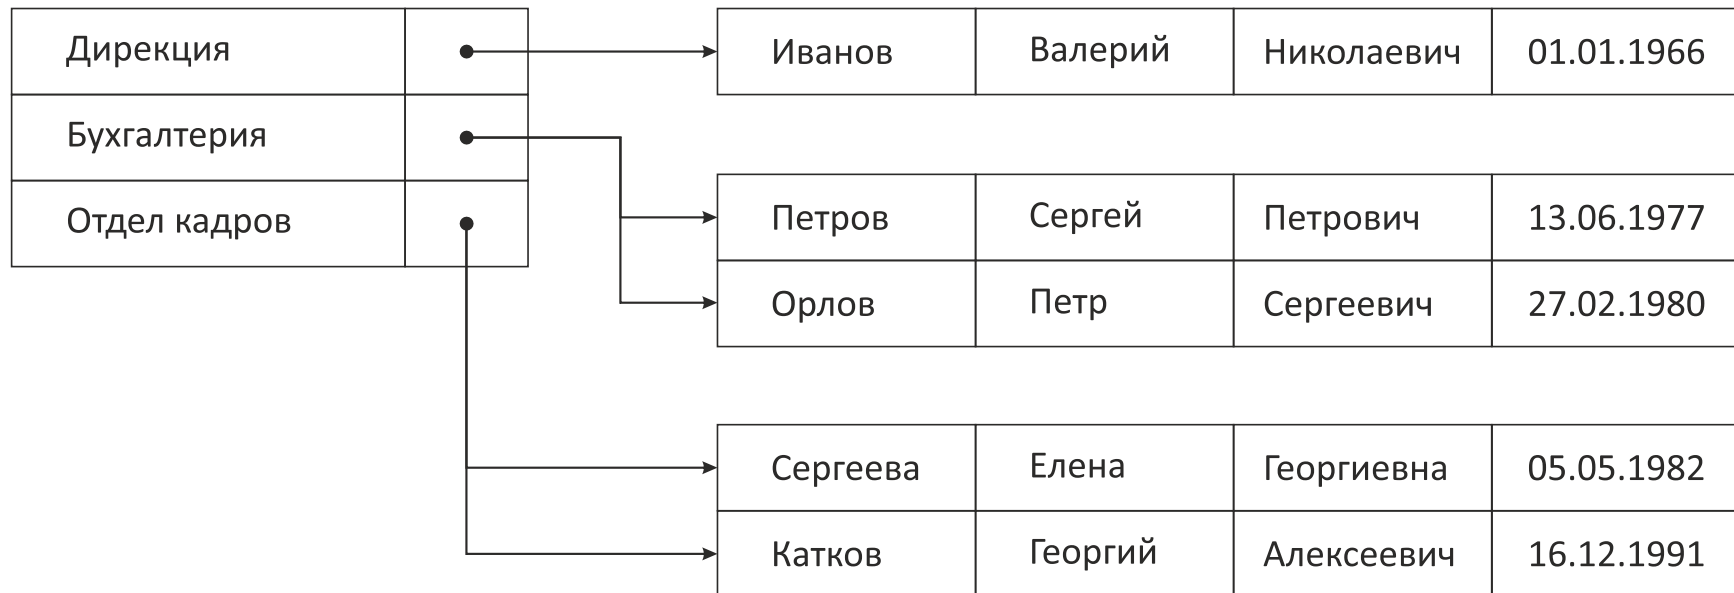 Дирекция
Бухгалтерия
Отдел кадров
Иванов Валерий Николаевич 01.01.1966
Петров Сергей Петрович 13.06.1977
Орлов Петр Сергеевич 27.02.1980
Сергеева Елена Георгиевна 05.05.1982
Катков Георгий Алексеевич 16.12.1991